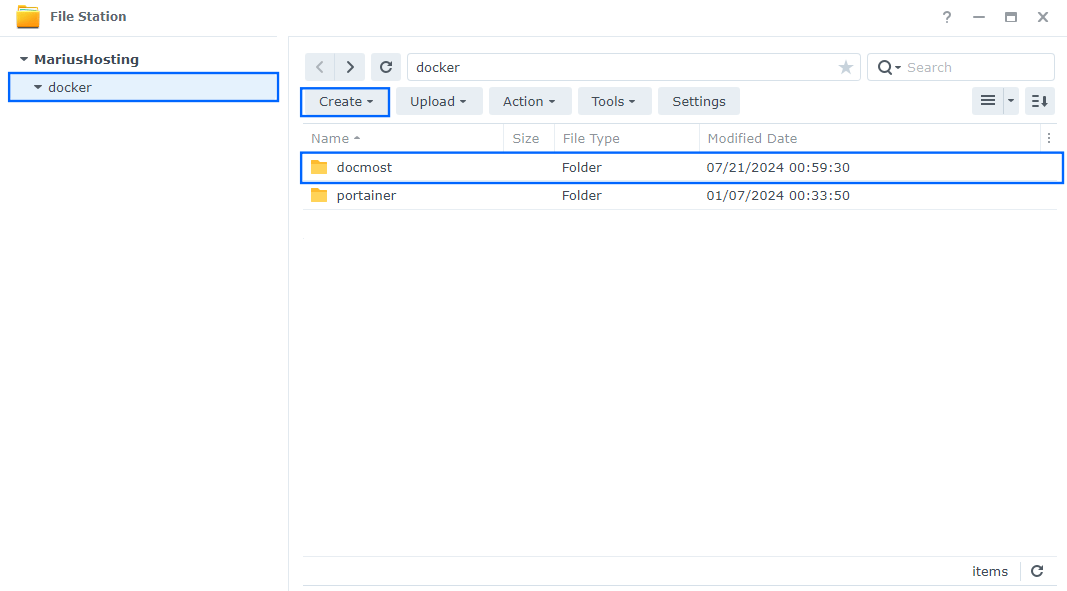 File Station
?
MariusHosting
docker
docker
Search
Create
Upload
Action
Tools
Settings
Name Size File Type Modified Date
docmost Folder 07/21/2024 00:59:30
portainer Folder 01/07/2024 00:33:50
items